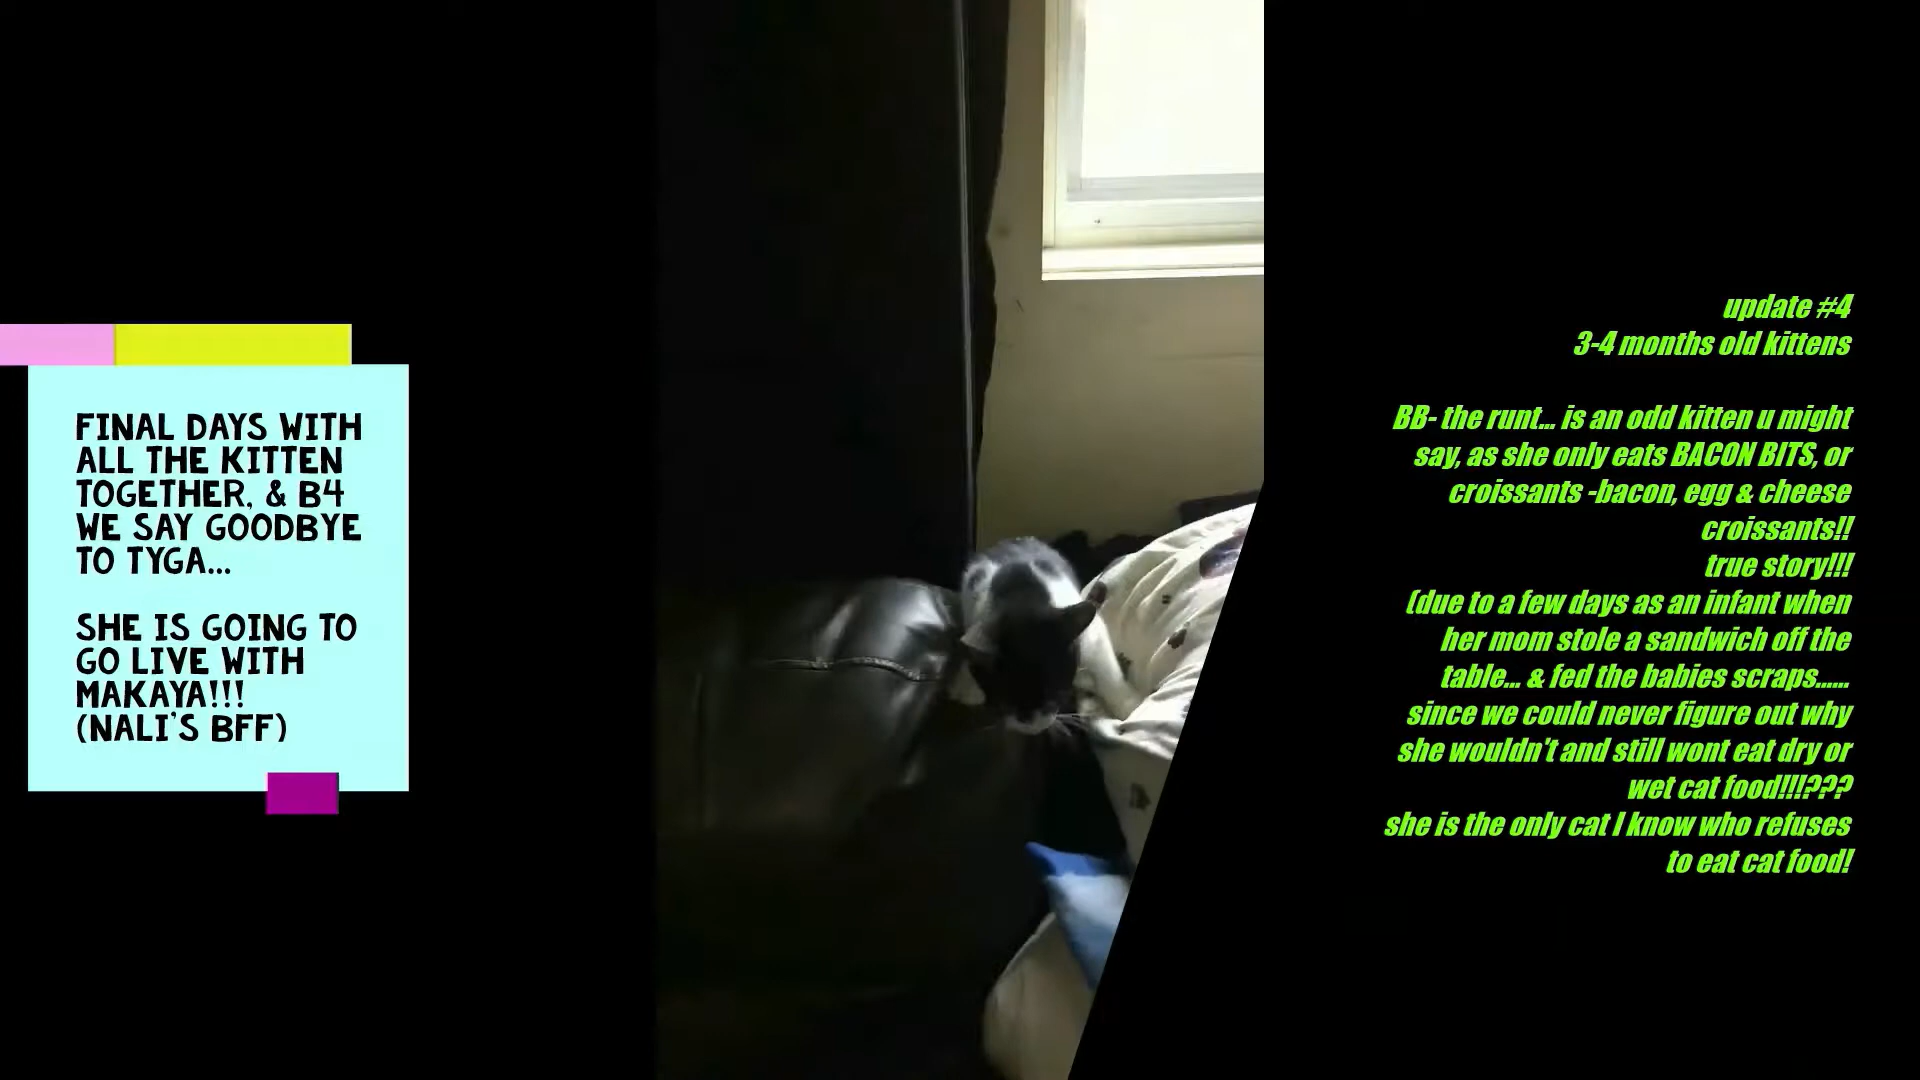 FINAL DAYS WITH
ALL THE KITTEN
TOGETHER, & B4
WE SAY GOODBYE
TO TYGA...
SHE IS GOING TO
GO LIVE WITH
MAKAYA!!!
(NALI'S BFF)
update #4
3-4 months old kittens
BB- the runt... is an odd kitten u might
say, as she only eats BACON BITS, or
croissants -bacon, egg & cheese
croissants!!
true story!!!
(due to a few days as an infant when
her mom stole a sandwich off the
table... & fed the babies scraps......
since we could never figure out why
she wouldn't and still wont eat dry or
wet cat food!!!???
she is the only cat I know who refuses
to eat cat food!